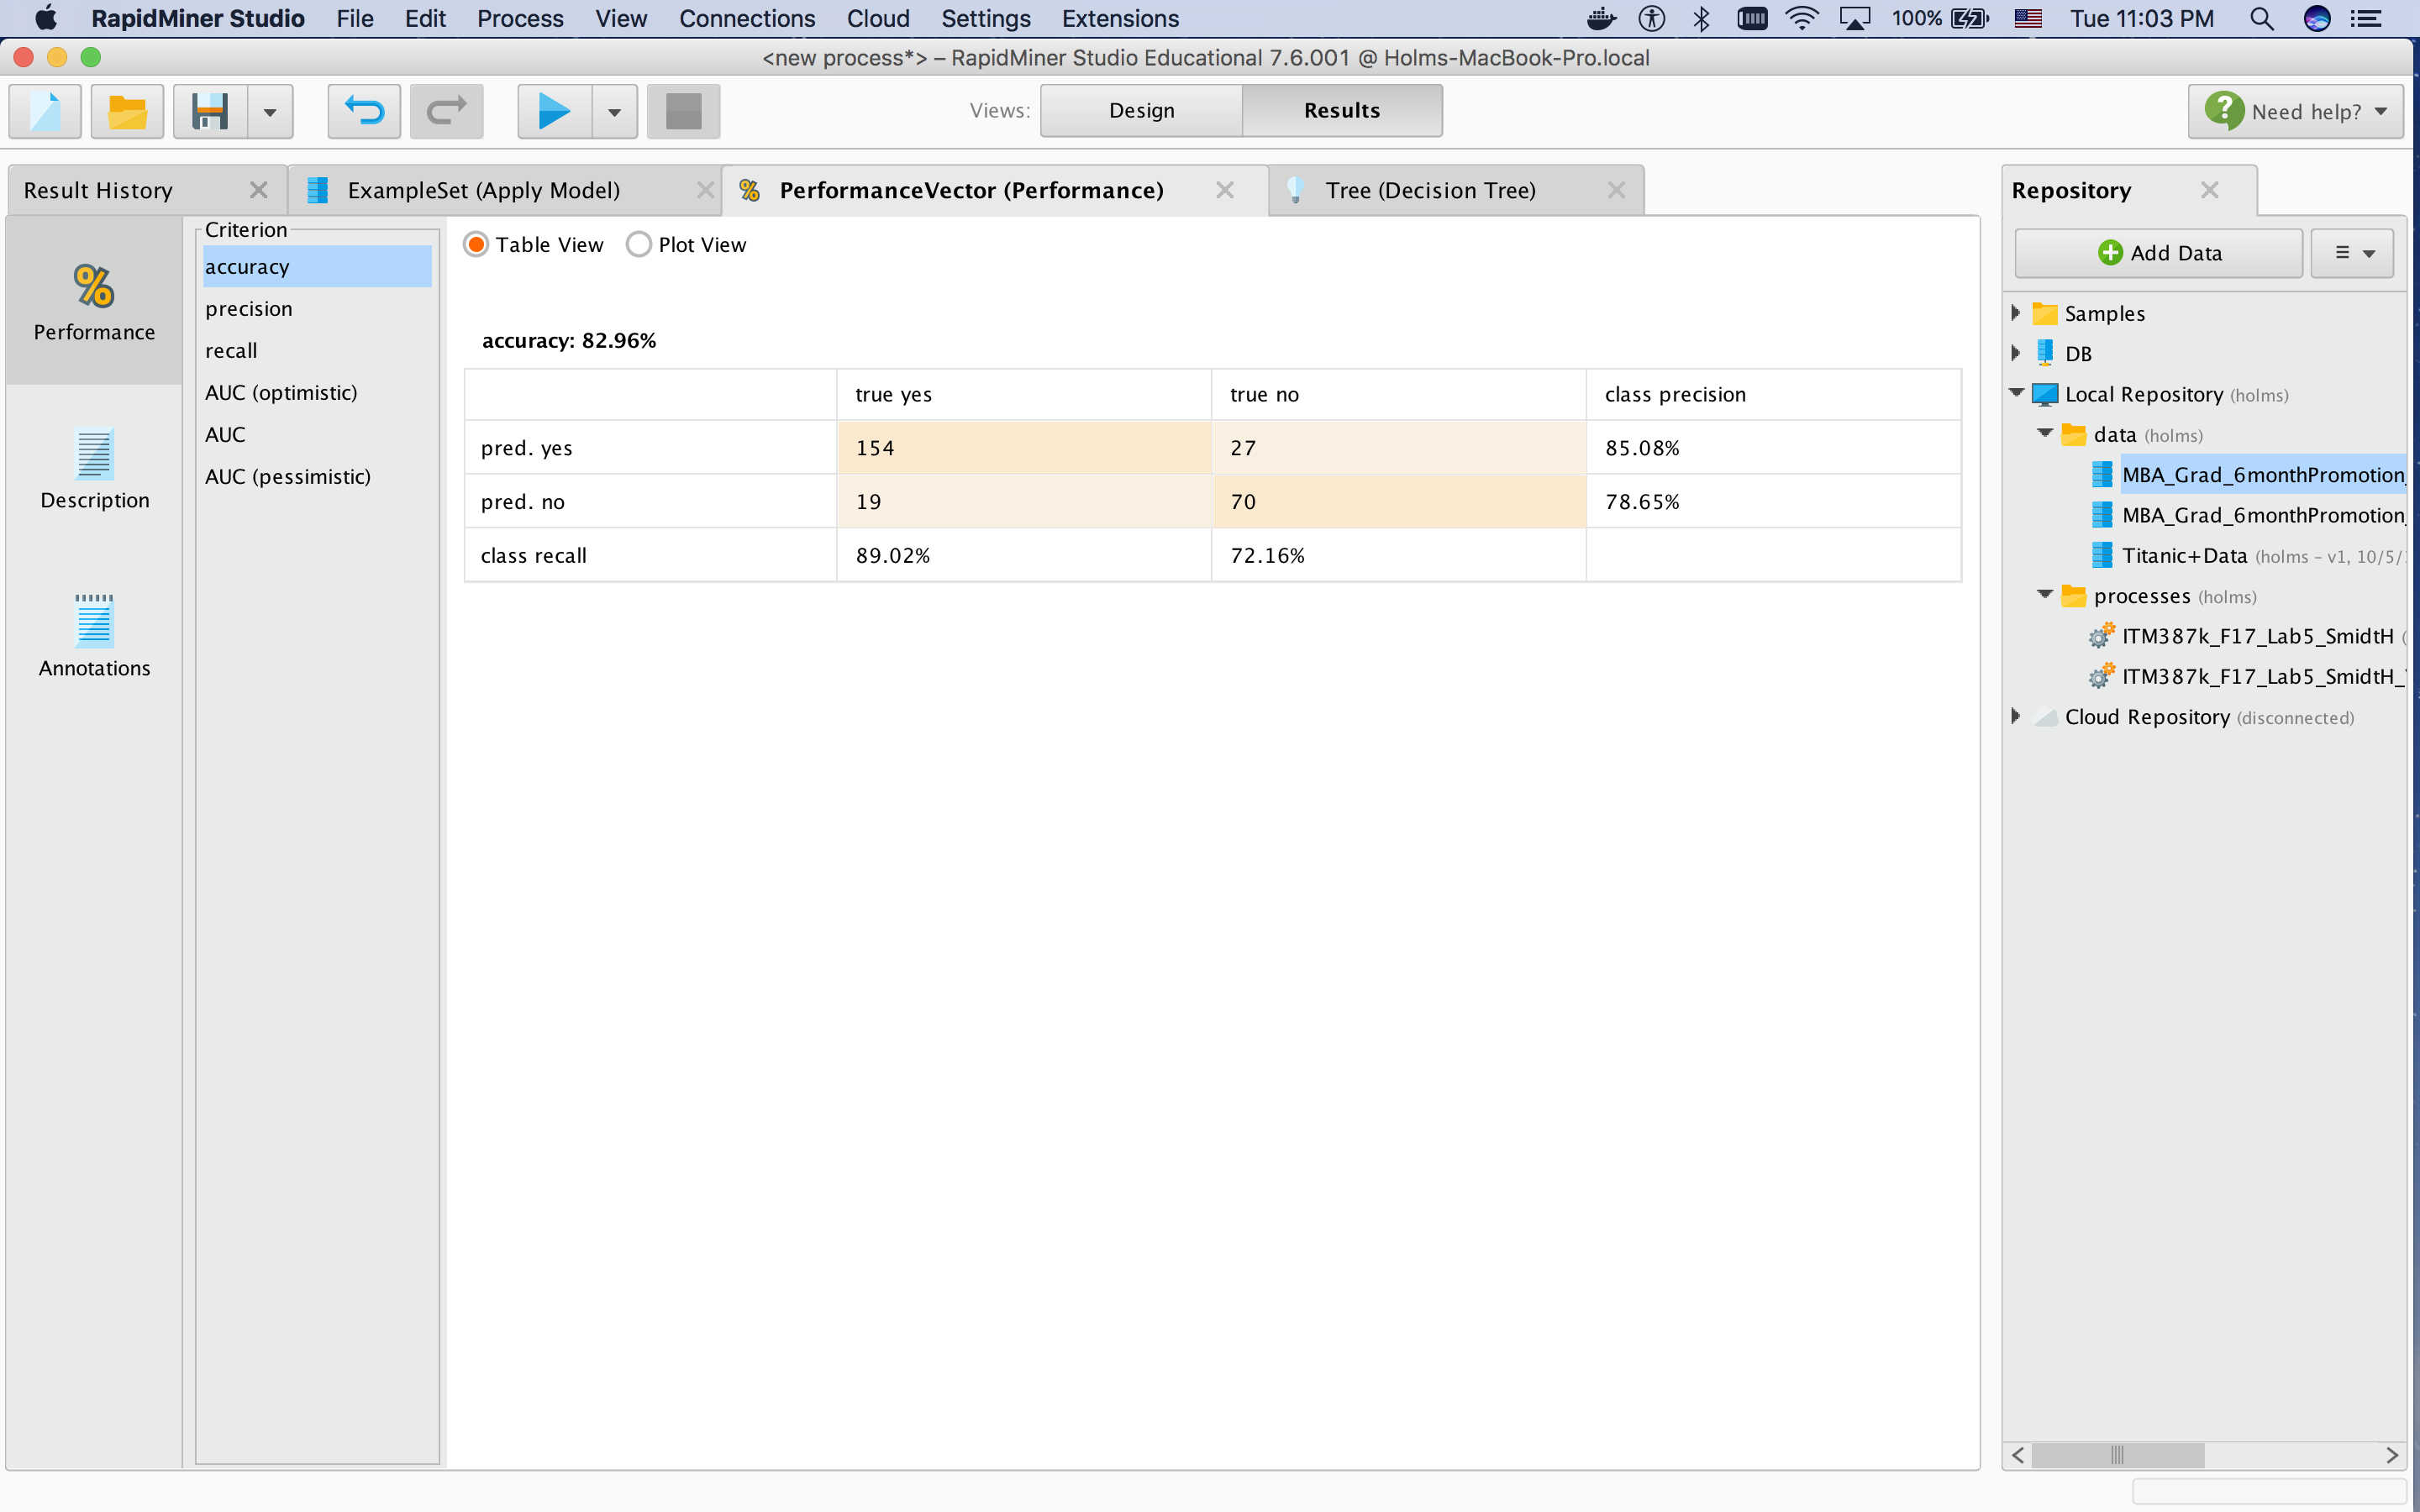 RapidMiner Studio File Edit Process View Connections Cloud Settings Extensions 100% Tue 11:03 PM
<new process*> – RapidMiner Studio Educational 7.6.001 @ Holms-MacBook-Pro.local
Views: Design Results Need help?
Result History ExampleSet (Apply Model) % PerformanceVector (Performance) Tree (Decision Tree) Repository
Criterion
Table View Plot View
Add Data
%
Performance
Description
Annotations
accuracy
precision
recall
AUC (optimistic)
AUC
AUC (pessimistic)
accuracy: 82.96%
true yes true no class precision
pred. yes 154 27 85.08%
pred. no 19 70 78.65%
class recall 89.02% 72.16%
Samples
DB
Local Repository (holms)
data (holms)
MBA_Grad_6monthPromotion_
MBA_Grad_6monthPromotion_
Titanic+Data (holms – v1, 10/5/
processes (holms)
ITM387k_F17_Lab5_SmidtH (
ITM387k_F17_Lab5_SmidtH_
Cloud Repository (disconnected)